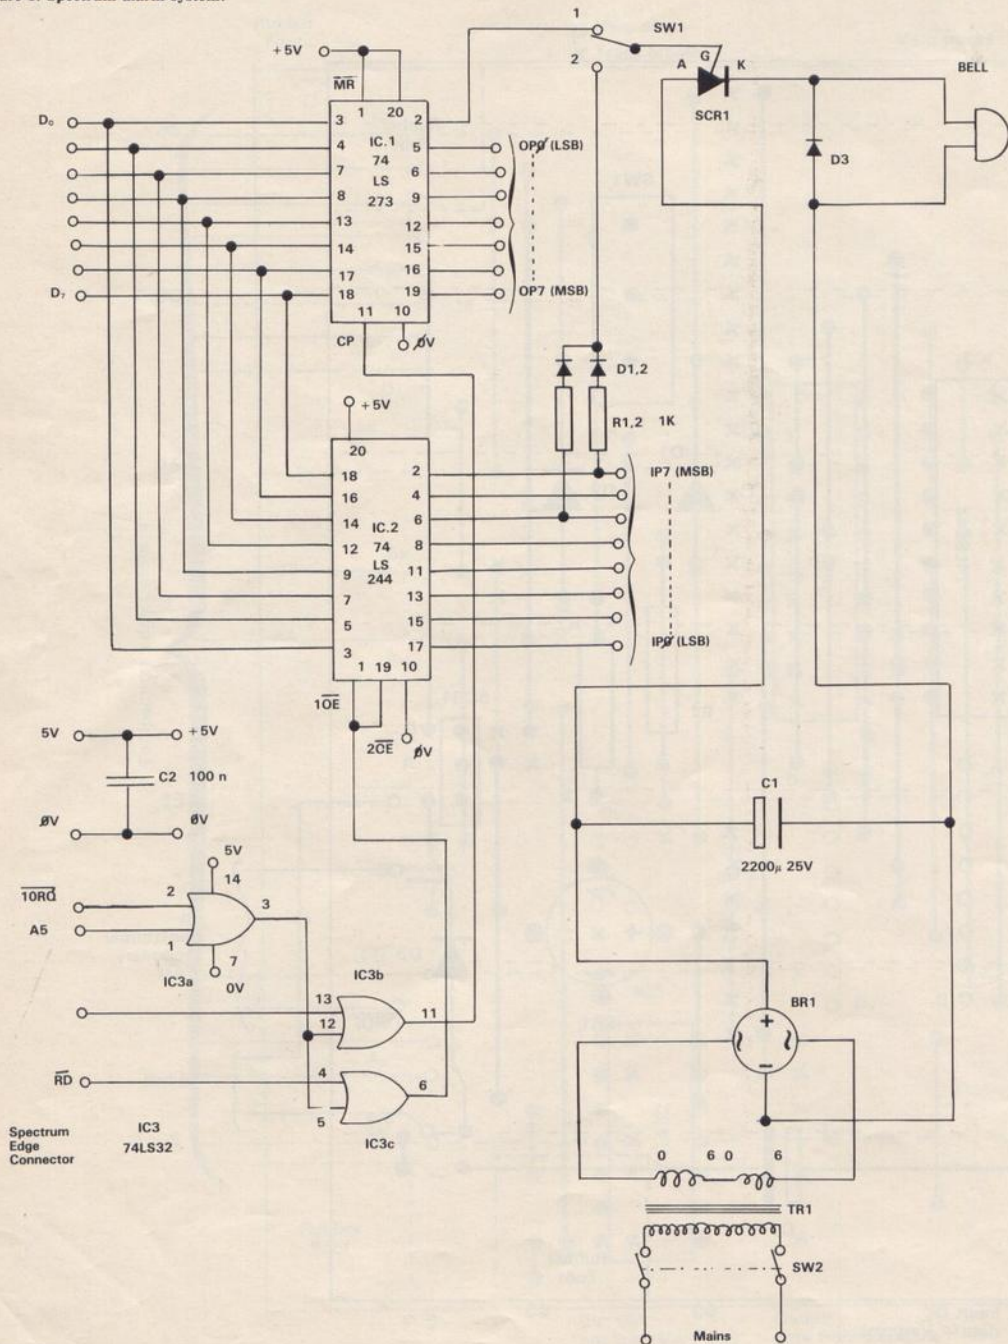 1
SW1
+5V
2
A
G
K
BELL
MR
1
20
SCR1
D₀
3
2
IC.1
4
5
OP0 (LSB)
74
7
6
D3
LS
8
9
273
13
12
14
15
17
16
D₇
18
19
OP7 (MSB)
11
10
CP
0V
D1,2
+5V
R1,2 1K
20
18
2
IP7 (MSB)
16
4
14
6
IC.2
12
74
8
LS
9
11
244
7
13
5
15
3
17
IP0 (LSB)
1
19
10
1OE
2CE
0V
5V
+5V
C2 100 n
C1
0V
0V
2200µ 25V
5V
14
10RQ
2
3
A5
1
7
IC3a
0V
IC3b
BR1
13
11
12
+
~
~
−
RD
4
6
5
Spectrum
Edge
Connector
IC3
74LS32
IC3c
0
6
0
6
TR1
SW2
Mains